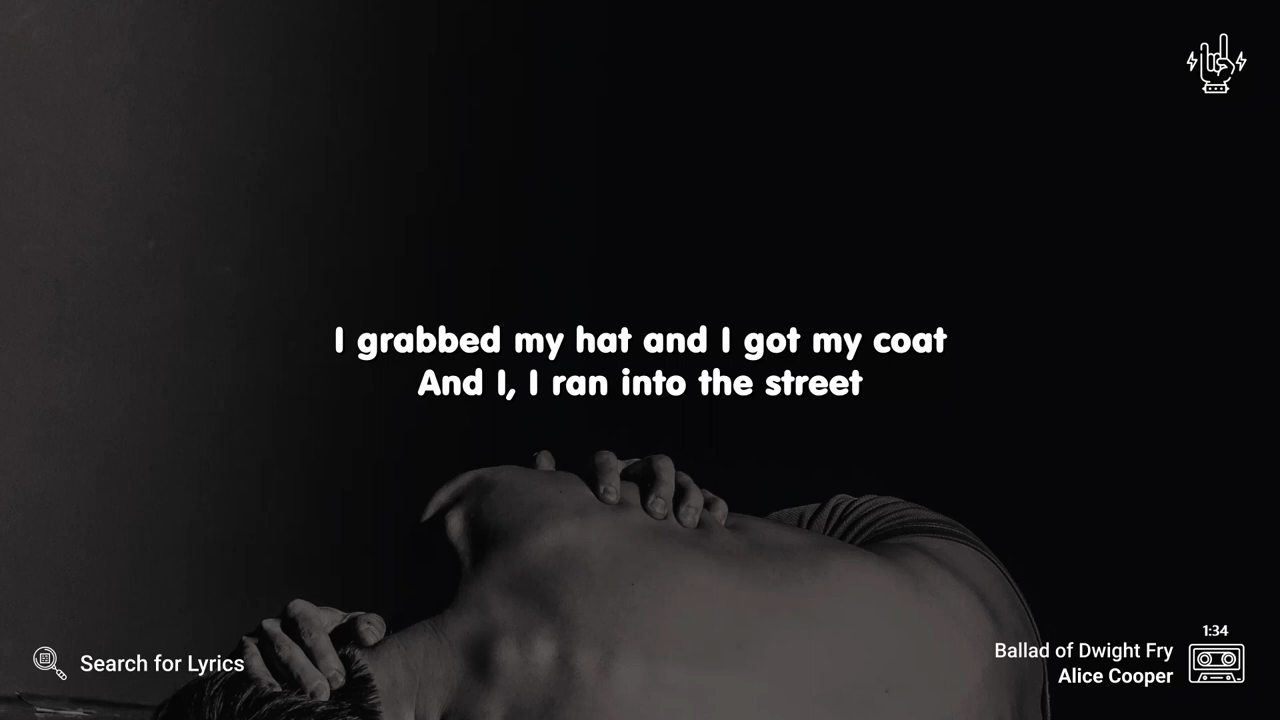 I grabbed my hat and I got my coat
And I, I ran into the street
Search for Lyrics
1:34
Ballad of Dwight Fry
Alice Cooper